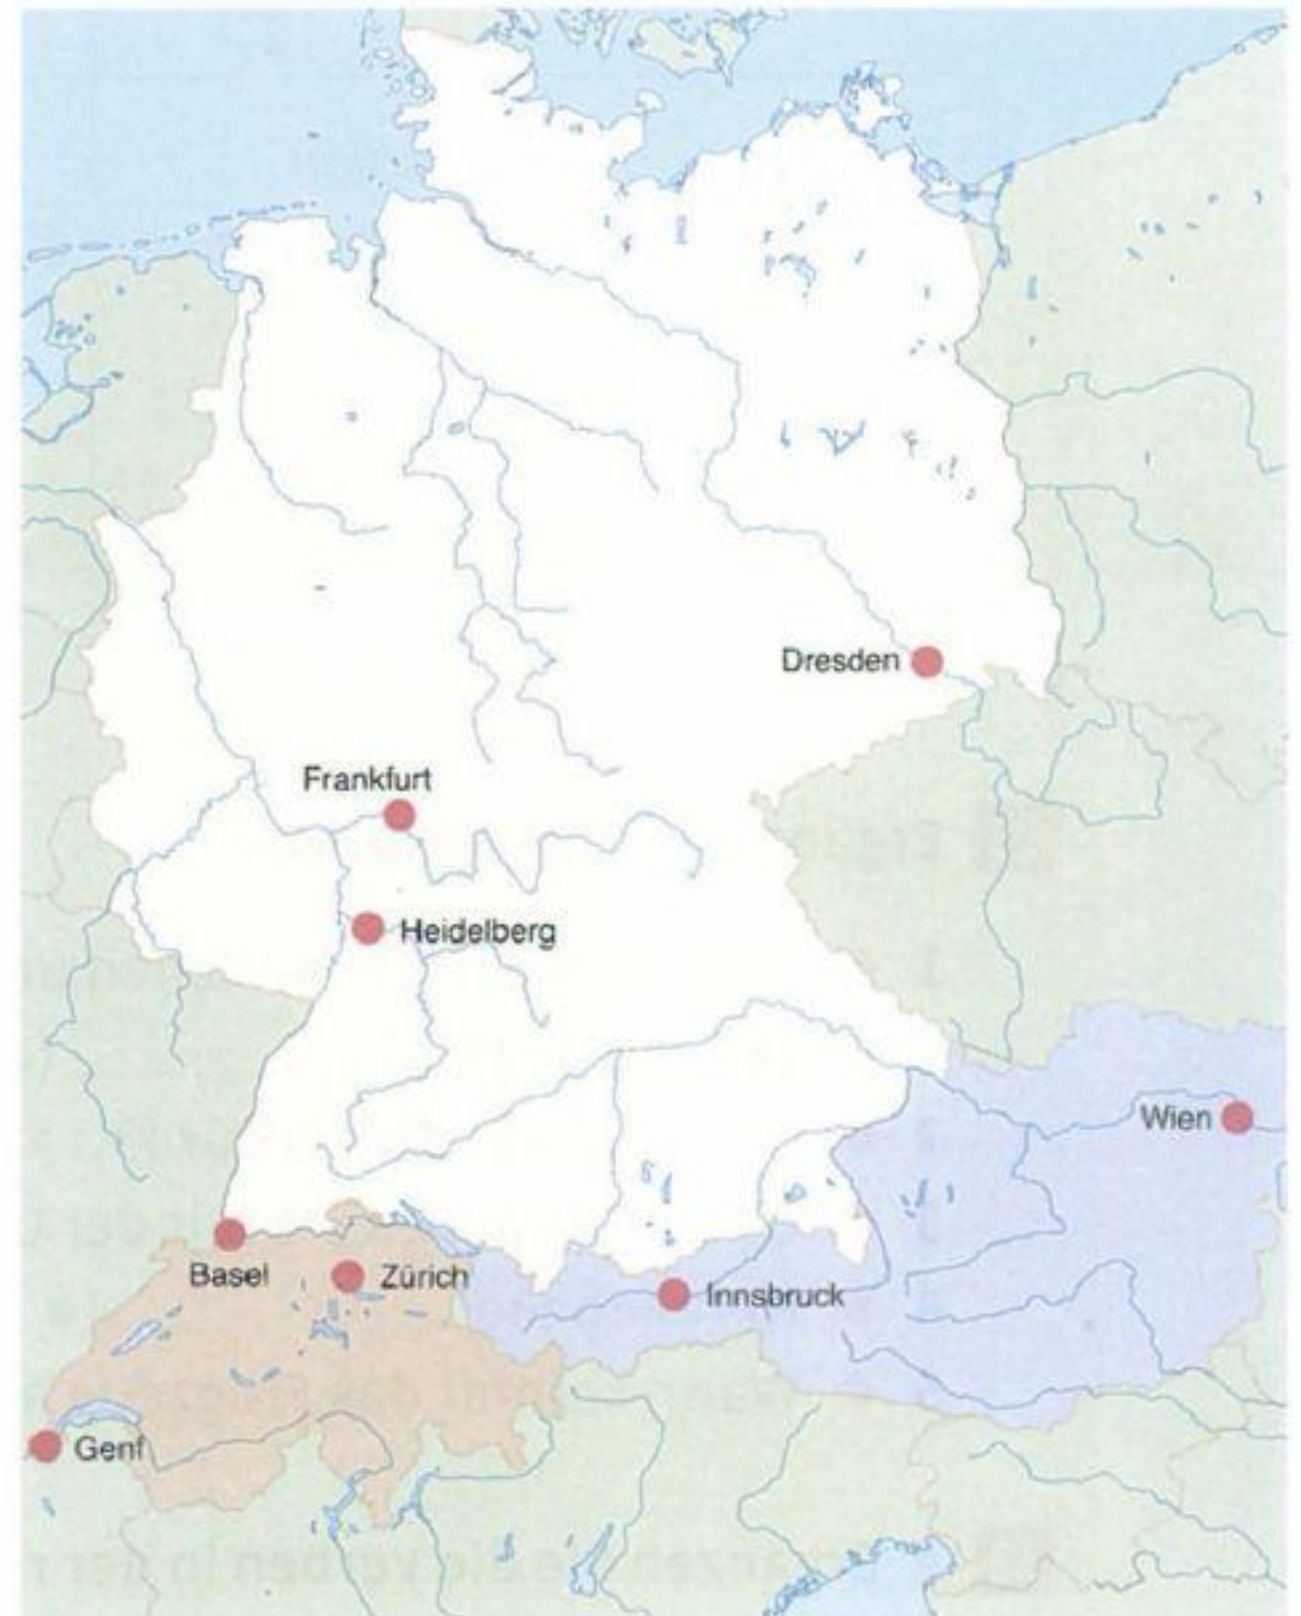 Dresden
Frankfurt
Heidelberg
Wien
Basel
Zürich
Innsbruck
Genf